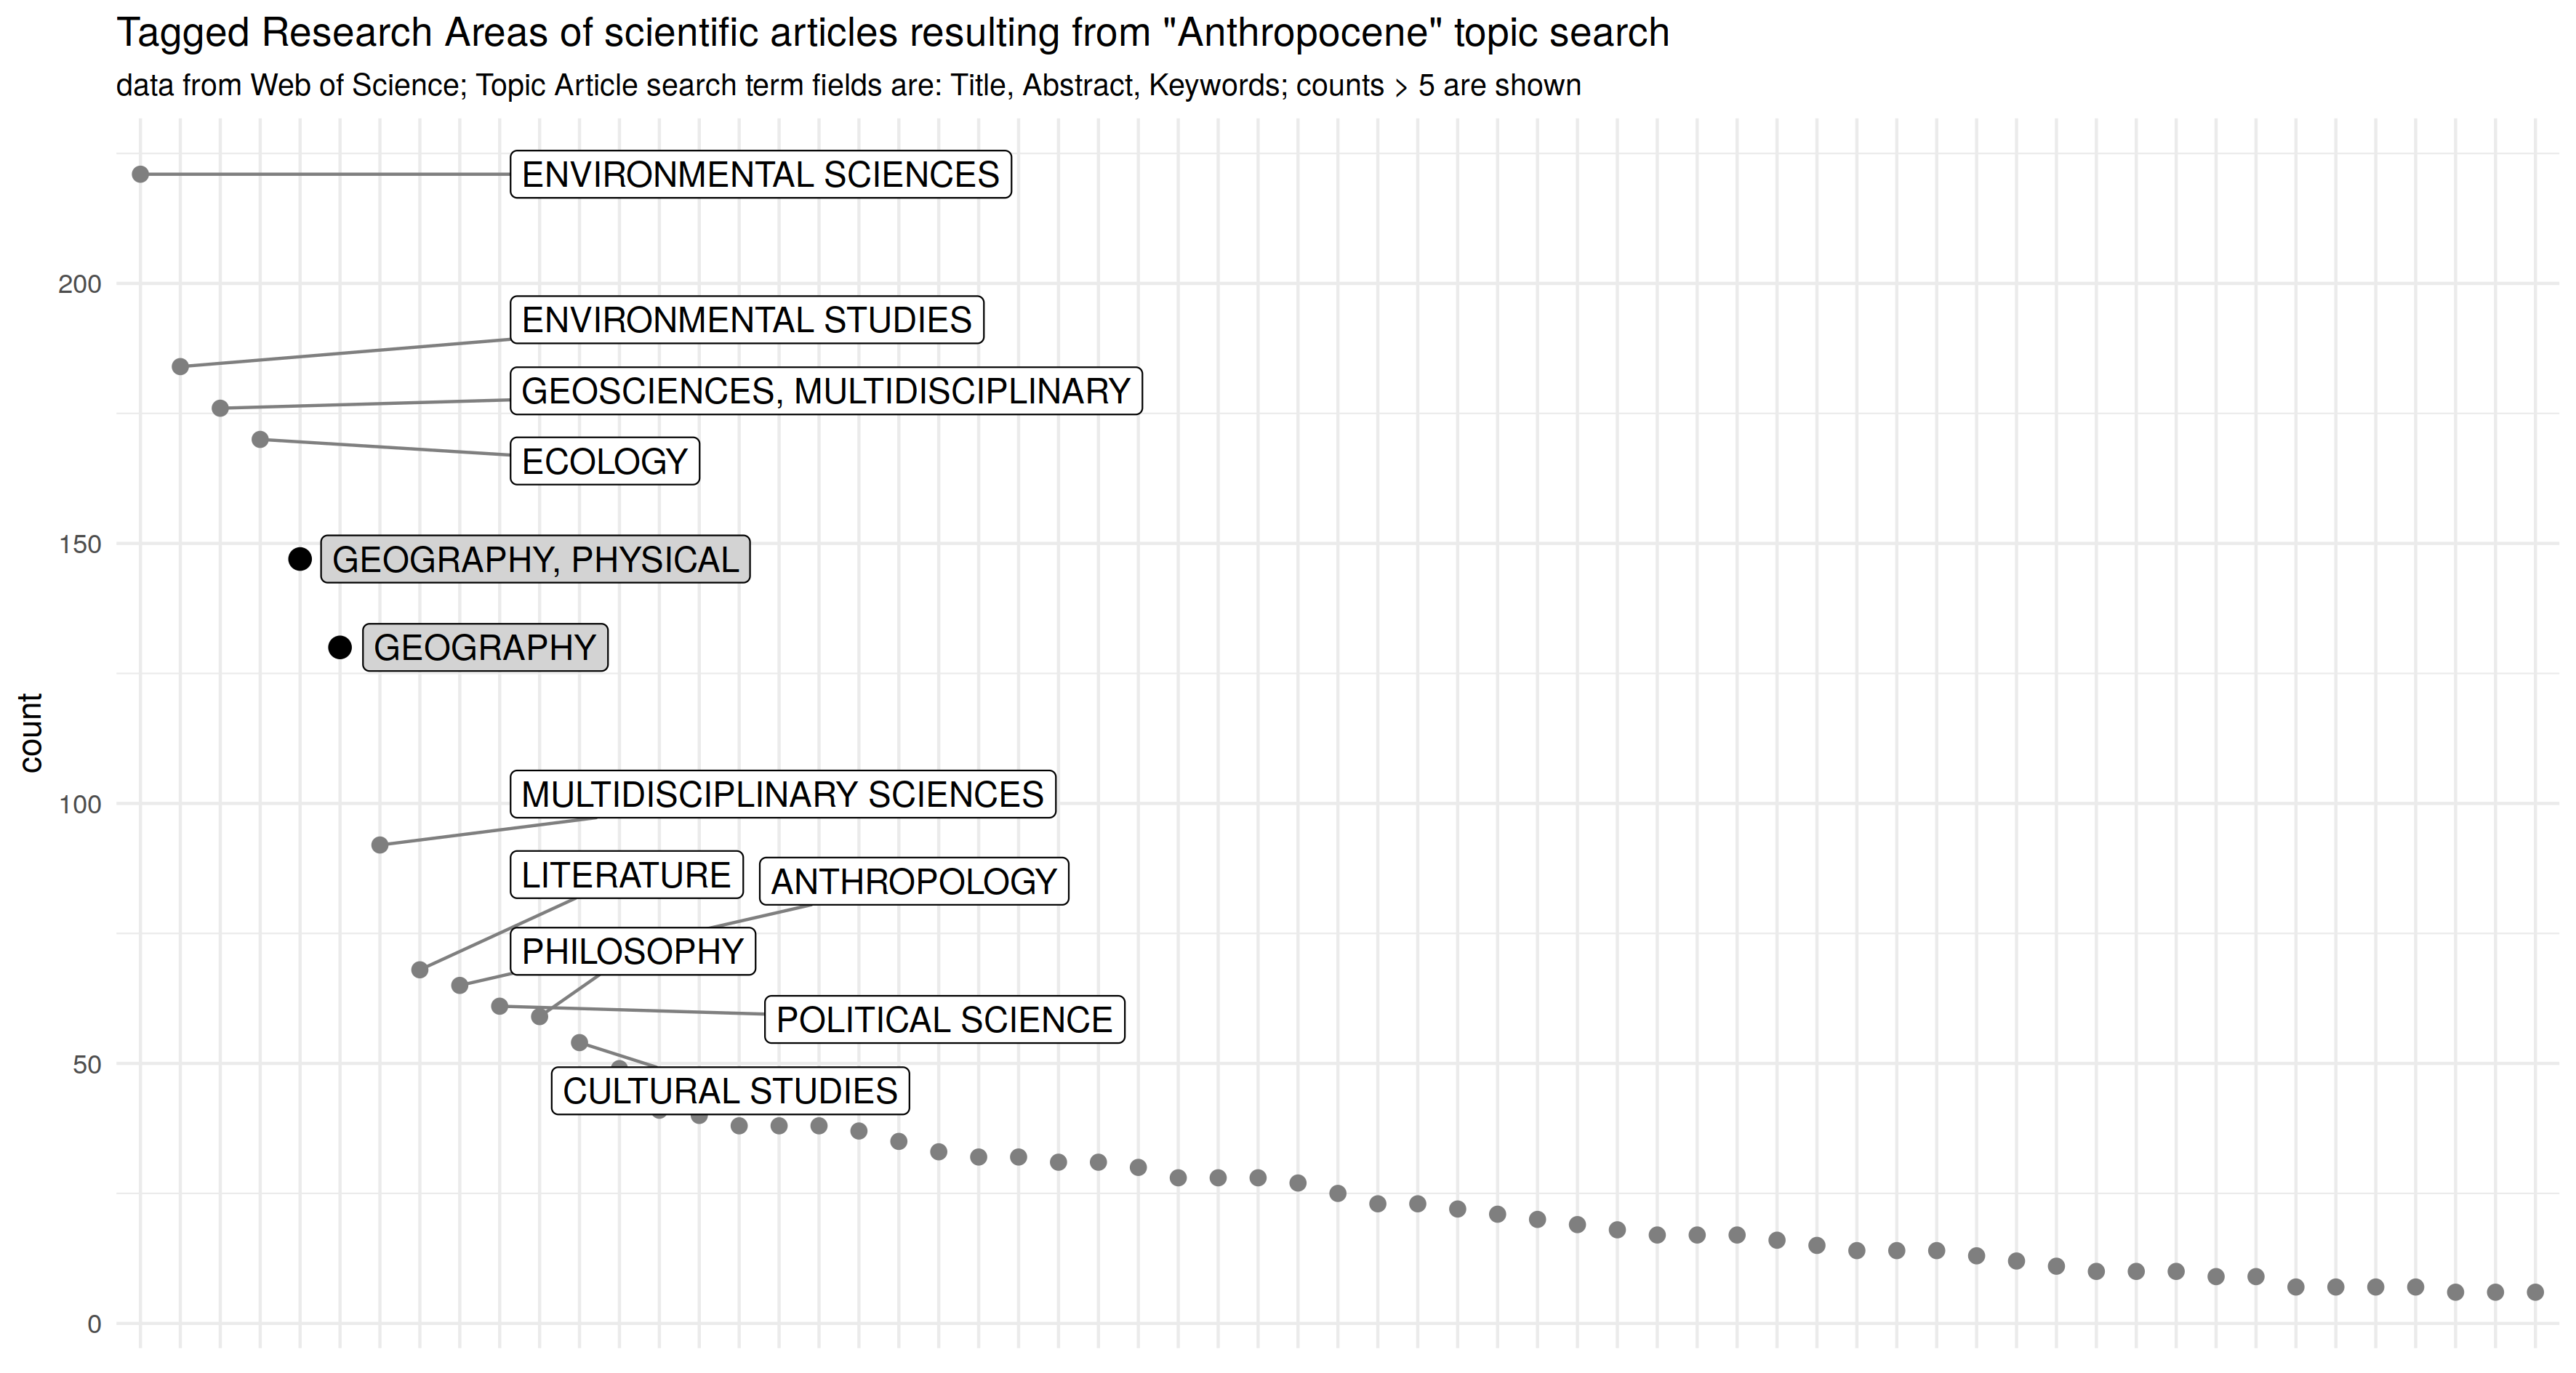 Tagged Research Areas of scientific articles resulting from "Anthropocene" topic search
data from Web of Science; Topic Article search term fields are: Title, Abstract, Keywords; counts > 5 are shown
ENVIRONMENTAL SCIENCES
200
ENVIRONMENTAL STUDIES
GEOSCIENCES, MULTIDISCIPLINARY
ECOLOGY
150
GEOGRAPHY, PHYSICAL
GEOGRAPHY
count
100
MULTIDISCIPLINARY SCIENCES
LITERATURE
ANTHROPOLOGY
PHILOSOPHY
POLITICAL SCIENCE
50
CULTURAL STUDIES
0